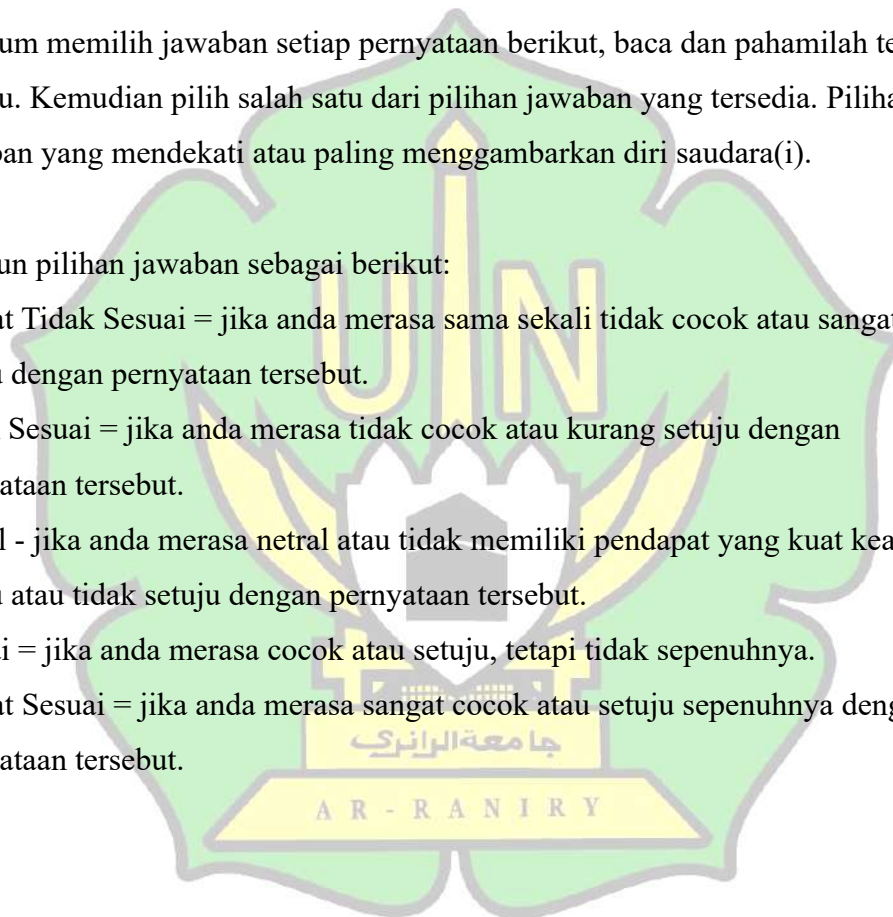 um memilih jawaban setiap pernyataan berikut, baca dan pahamilah te
u. Kemudian pilih salah satu dari pilihan jawaban yang tersedia. Piliha
ban yang mendekati atau paling menggambarkan diri saudara(i).
un pilihan jawaban sebagai berikut:
at Tidak Sesuai = jika anda merasa sama sekali tidak cocok atau sangat
u dengan pernyataan tersebut.
Sesuai = jika anda merasa tidak cocok atau kurang setuju dengan
ataan tersebut.
l - jika anda merasa netral atau tidak memiliki pendapat yang kuat kea
u atau tidak setuju dengan pernyataan tersebut.
ai = jika anda merasa cocok atau setuju, tetapi tidak sepenuhnya.
at Sesuai = jika anda merasa sangat cocok atau setuju sepenuhnya deng
ataan tersebut.
UIN
جامعة الرانري
AR-RANIRY